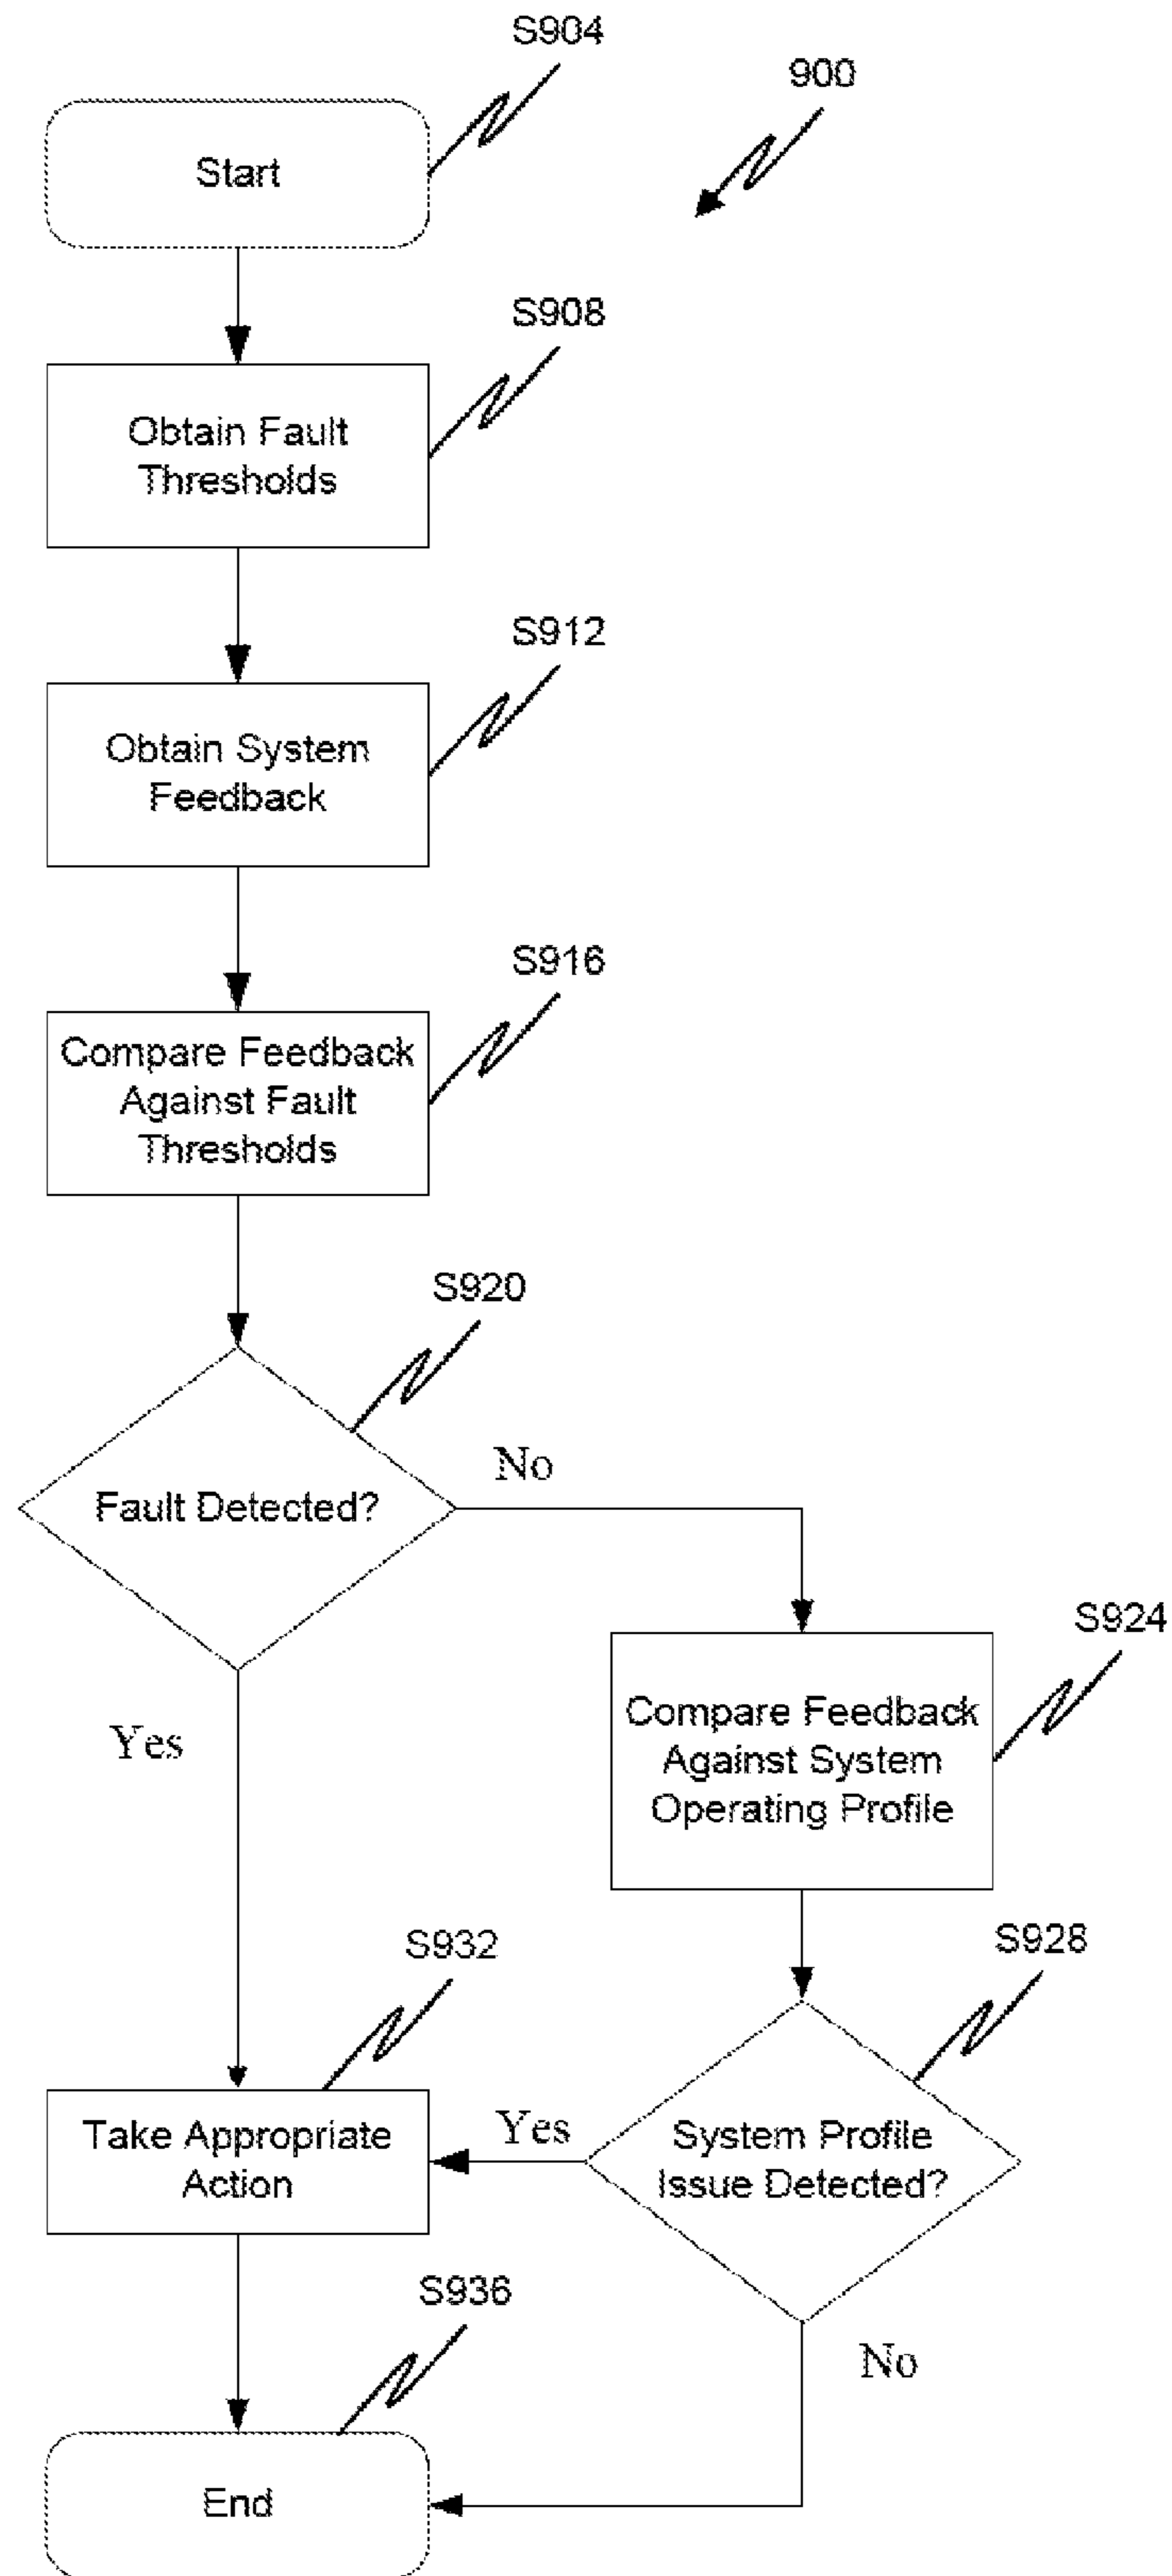 S904
900
Start
S908
Obtain Fault
Thresholds
S912
Obtain System
Feedback
S916
Compare Feedback
Against Fault
Thresholds
S920
No
Fault Detected?
S924
Compare Feedback
Against System
Operating Profile
Yes
S932
S928
Take Appropriate
Action
Yes
System Profile
Issue Detected?
S936
No
End